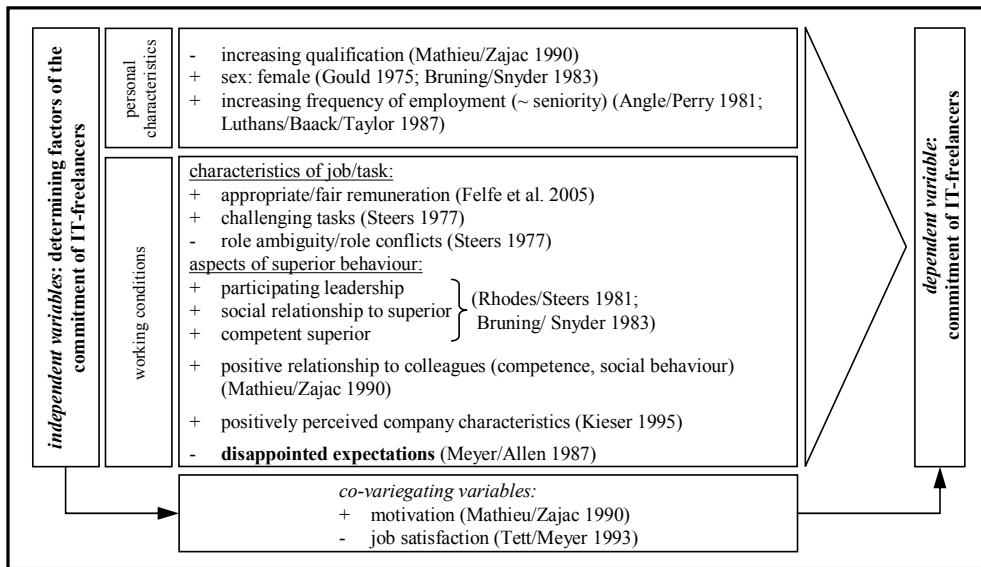 independent variables: determining factors of the
commitment of IT-freelancers
personal
characteristics
- increasing qualification (Mathieu/Zajac 1990)
+ sex: female (Gould 1975; Bruning/Snyder 1983)
+ increasing frequency of employment (~ seniority) (Angle/Perry 1981;
Luthans/Baack/Taylor 1987)
working conditions
characteristics of job/task:
+ appropriate/fair remuneration (Felfe et al. 2005)
+ challenging tasks (Steers 1977)
- role ambiguity/role conflicts (Steers 1977)
aspects of superior behaviour:
+ participating leadership
+ social relationship to superior
+ competent superior
(Rhodes/Steers 1981;
Bruning/ Snyder 1983)
+ positive relationship to colleagues (competence, social behaviour)
(Mathieu/Zajac 1990)
+ positively perceived company characteristics (Kieser 1995)
- disappointed expectations (Meyer/Allen 1987)
co-variegating variables:
+ motivation (Mathieu/Zajac 1990)
- job satisfaction (Tett/Meyer 1993)
dependent variable:
commitment of IT-freelancers